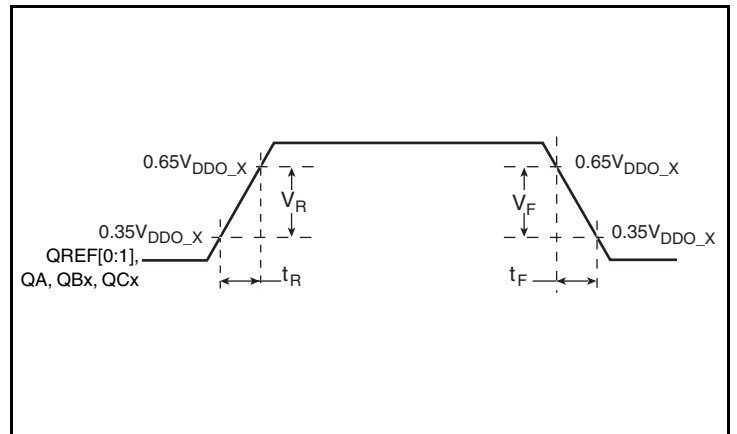 0.65VDDO_X
0.65VDDO_X
VR
VF
0.35VDDO_X
0.35VDDO_X
QREF[0:1],
QA, QBx, QCx
tR
tF